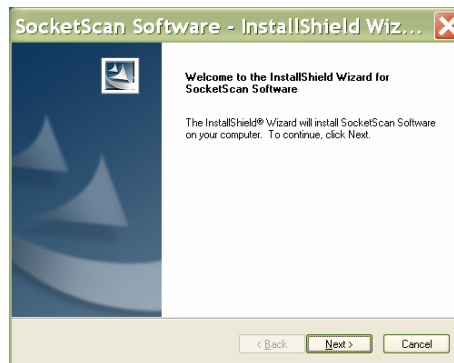 SocketScan Software - InstallShield Wiz...
Welcome to the InstallShield Wizard for
SocketScan Software
The InstallShield® Wizard will install SocketScan Software
on your computer. To continue, click Next.
< Back Next > Cancel